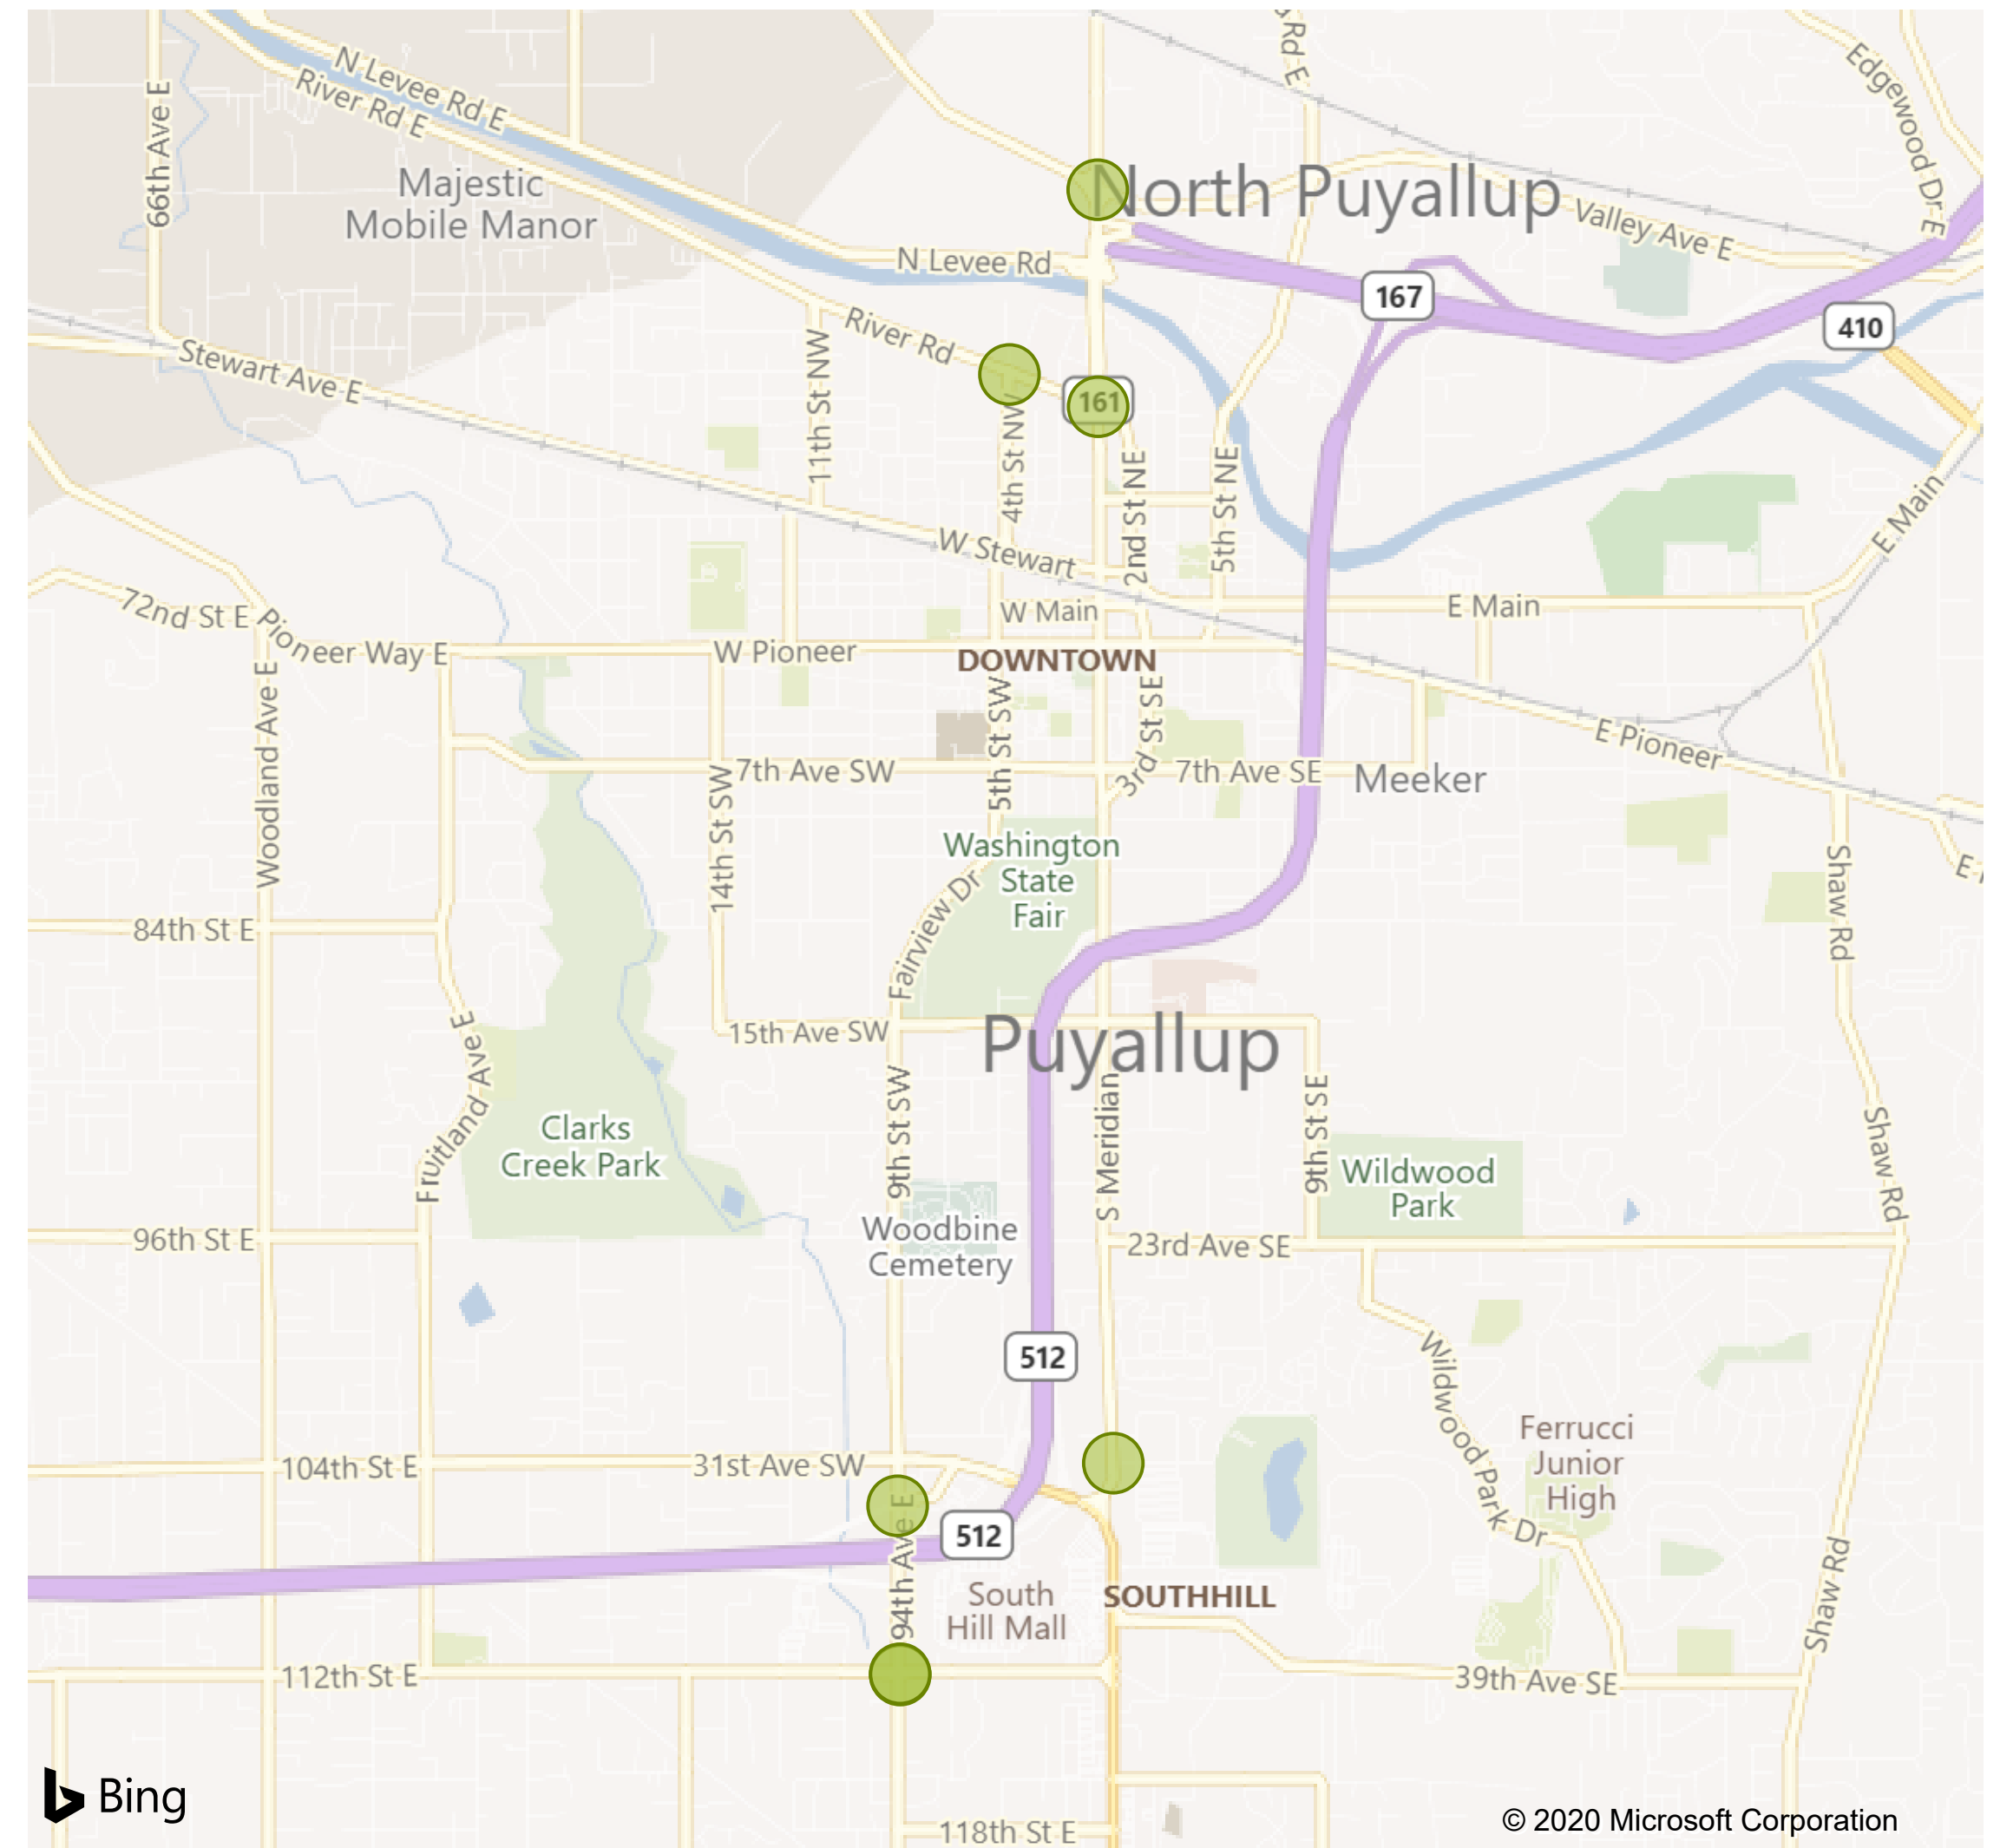 Rd E
Edgewood Dr E
N Levee Rd E
River Rd E
66th Ave E
Majestic
Mobile Manor
North Puyallup
Valley Ave E
N Levee Rd
167
410
River Rd
11th St NW
Stewart Ave E
161
4th St NW
2nd St NE
5th St NE
E Main
W Stewart
72nd St E
W Main
E Main
Pioneer Way E
W Pioneer
DOWNTOWN
Woodland Ave E
5th St SW
3rd St SE
E Pioneer
7th Ave SW
7th Ave SE
Meeker
14th St SW
Washington
State
Fair
Shaw Rd
Fairview Dr
84th St E
15th Ave SW
Puyallup
Fruitland Ave E
9th St SW
S Meridian
9th St SE
Clarks
Creek Park
Wildwood
Park
Shaw Rd
Woodbine
Cemetery
96th St E
23rd Ave SE
512
Wildwood Park Dr
Ferrucci
Junior
High
104th St E
31st Ave SW
94th Ave E
512
South
Hill Mall
SOUTHHILL
Shaw Rd
112th St E
39th Ave SE
Bing
118th St E
© 2020 Microsoft Corporation